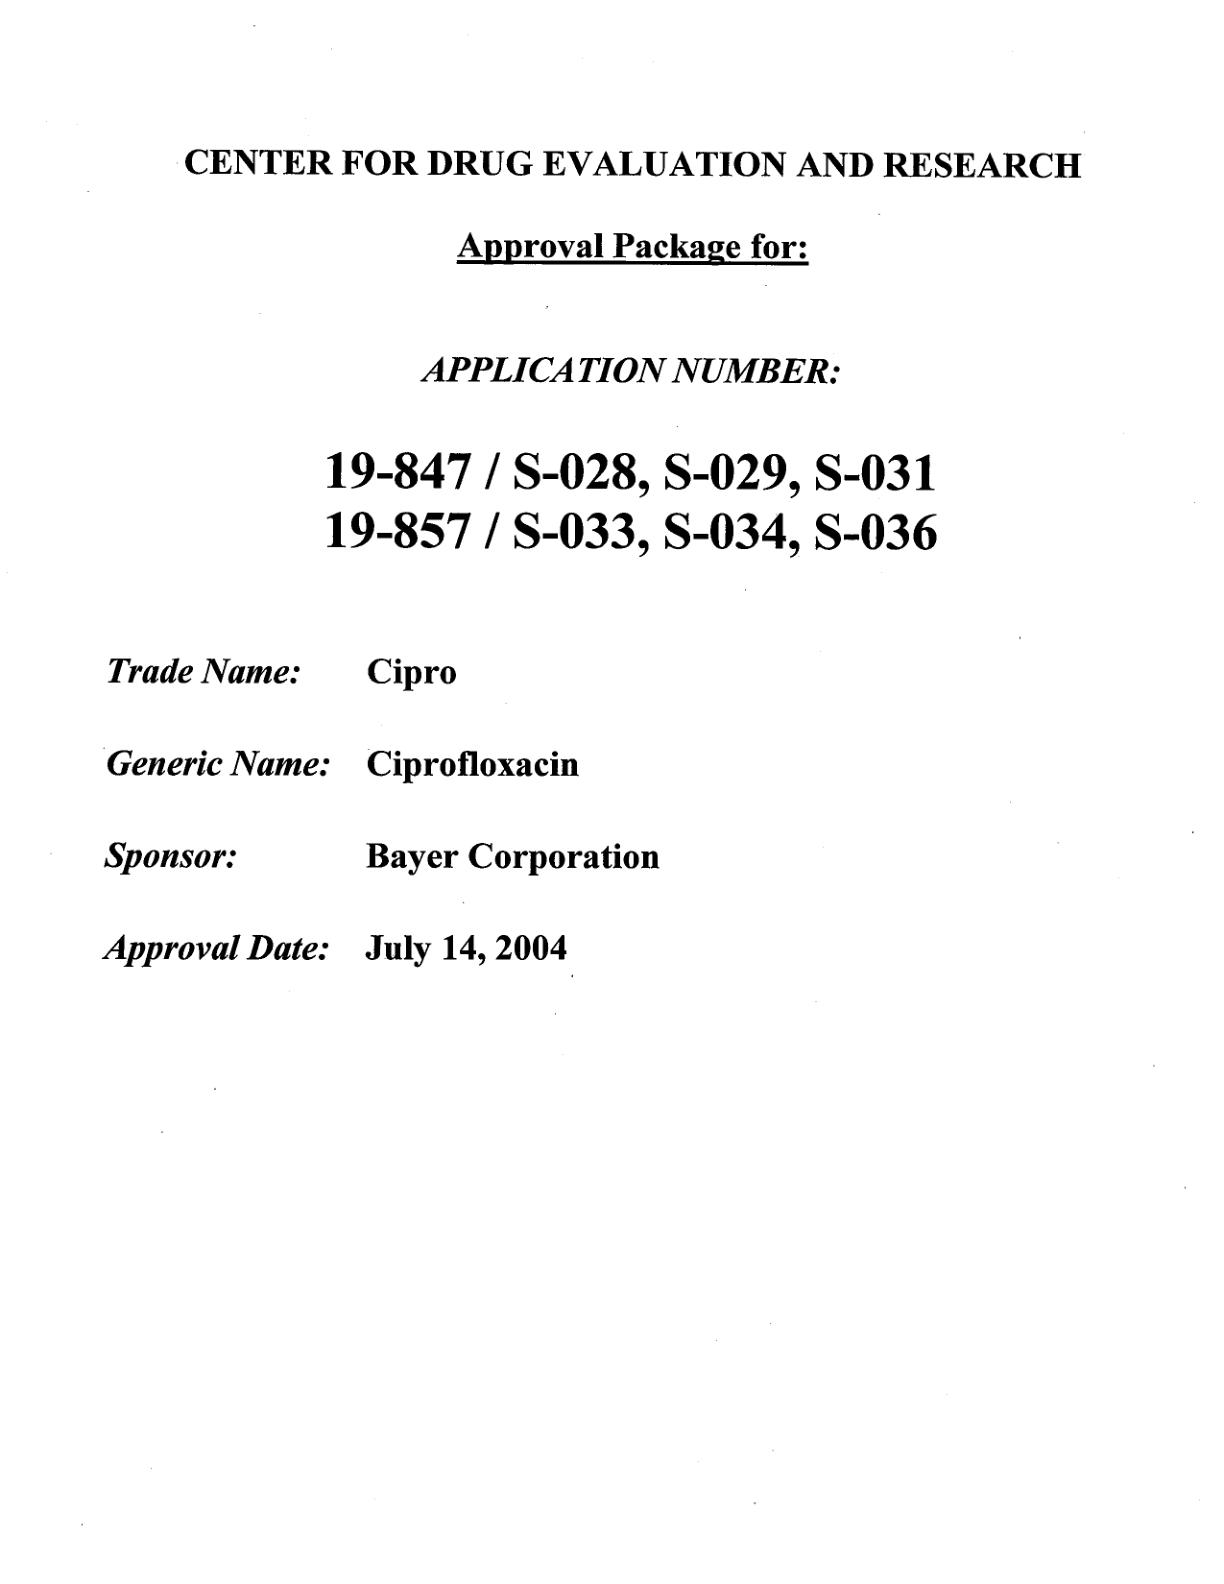 CENTER FOR DRUG EVALUATION AND RESEARCH
Approval Package for:
APPLICATION NUMBER:
19-847 / S-028, S-029, S-031
19-857 / S-033, S-034, S-036
Trade Name: Cipro
Generic Name: Ciprofloxacin
Sponsor: Bayer Corporation
Approval Date: July 14, 2004